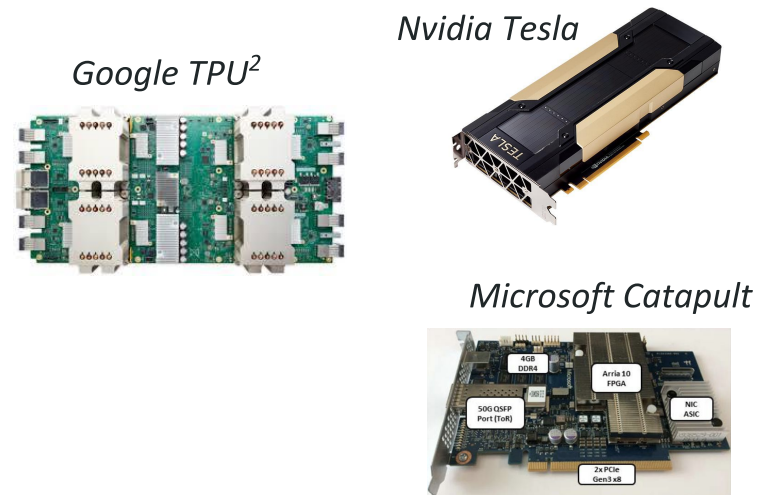 Nvidia Tesla
Google TPU²
TESLA
Microsoft Catapult
4GB
DDR4
Arria 10
FPGA
50G QSFP
Port (ToR)
NIC
ASIC
2x PCIe
Gen3 x8